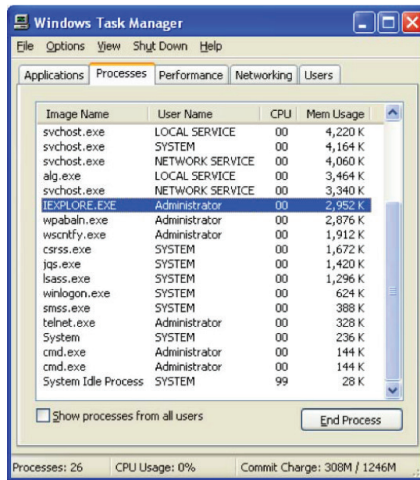 Windows Task Manager
File Options View Shut Down Help
Applications Processes Performance Networking Users
Image Name User Name CPU Mem Usage
svchost.exe LOCAL SERVICE 00 4,220 K
svchost.exe SYSTEM 00 4,164 K
svchost.exe NETWORK SERVICE 00 4,060 K
alg.exe LOCAL SERVICE 00 3,464 K
svchost.exe NETWORK SERVICE 00 3,340 K
IEXPLORE.EXE Administrator 00 2,952 K
wpabaln.exe Administrator 00 2,876 K
wscntfy.exe Administrator 00 1,912 K
csrss.exe SYSTEM 00 1,672 K
jqs.exe SYSTEM 00 1,420 K
lsass.exe SYSTEM 00 1,296 K
winlogon.exe SYSTEM 00 624 K
smss.exe SYSTEM 00 388 K
telnet.exe Administrator 00 328 K
System SYSTEM 00 236 K
cmd.exe Administrator 00 144 K
cmd.exe Administrator 00 144 K
System Idle Process SYSTEM 99 28 K
Show processes from all users
End Process
Processes: 26 CPU Usage: 0% Commit Charge: 308M / 1246M